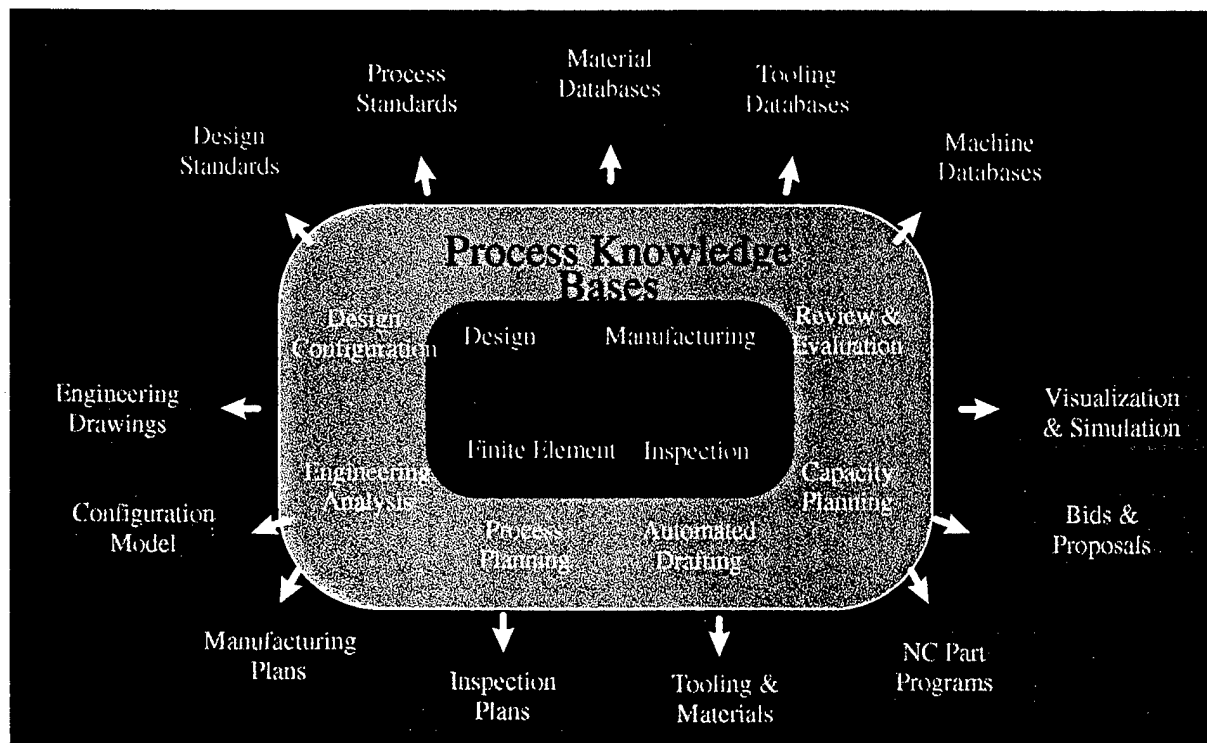 Process
Standards
Material
Databases
Tooling
Databases
Design
Standards
Machine
Databases
Process Knowledge
Bases
Design
Configuration
Design
Manufacturing
Review &
Evaluation
Engineering
Drawings
Visualization
& Simulation
Engineering
Analysis
Finite Element
Inspection
Capacity
Planning
Configuration
Model
Process
Planning
Automated
Drafting
Bids &
Proposals
Manufacturing
Plans
Inspection
Plans
Tooling &
Materials
NC Part
Programs